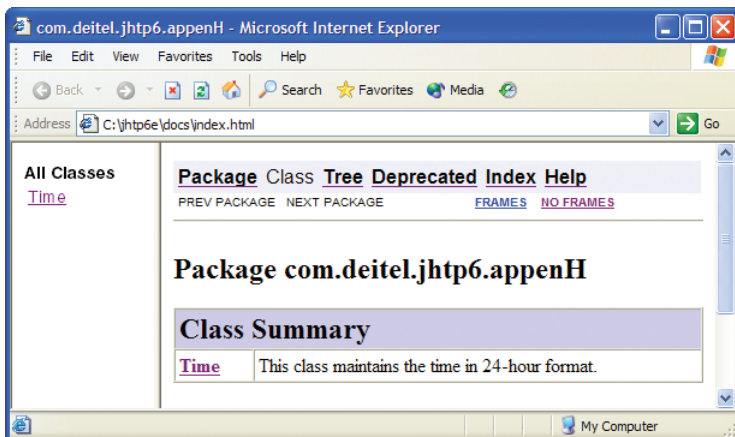 com.deitel.jhtp6.appenH - Microsoft Internet Explorer
File Edit View Favorites Tools Help
Back Search Favorites Media
Address C:\jhtp6e\docs\index.html Go
All Classes
Time
Package Class Tree Deprecated Index Help
PREV PACKAGE NEXT PACKAGE FRAMES NO FRAMES
Package com.deitel.jhtp6.appenH
Class Summary
Time This class maintains the time in 24-hour format.
My Computer